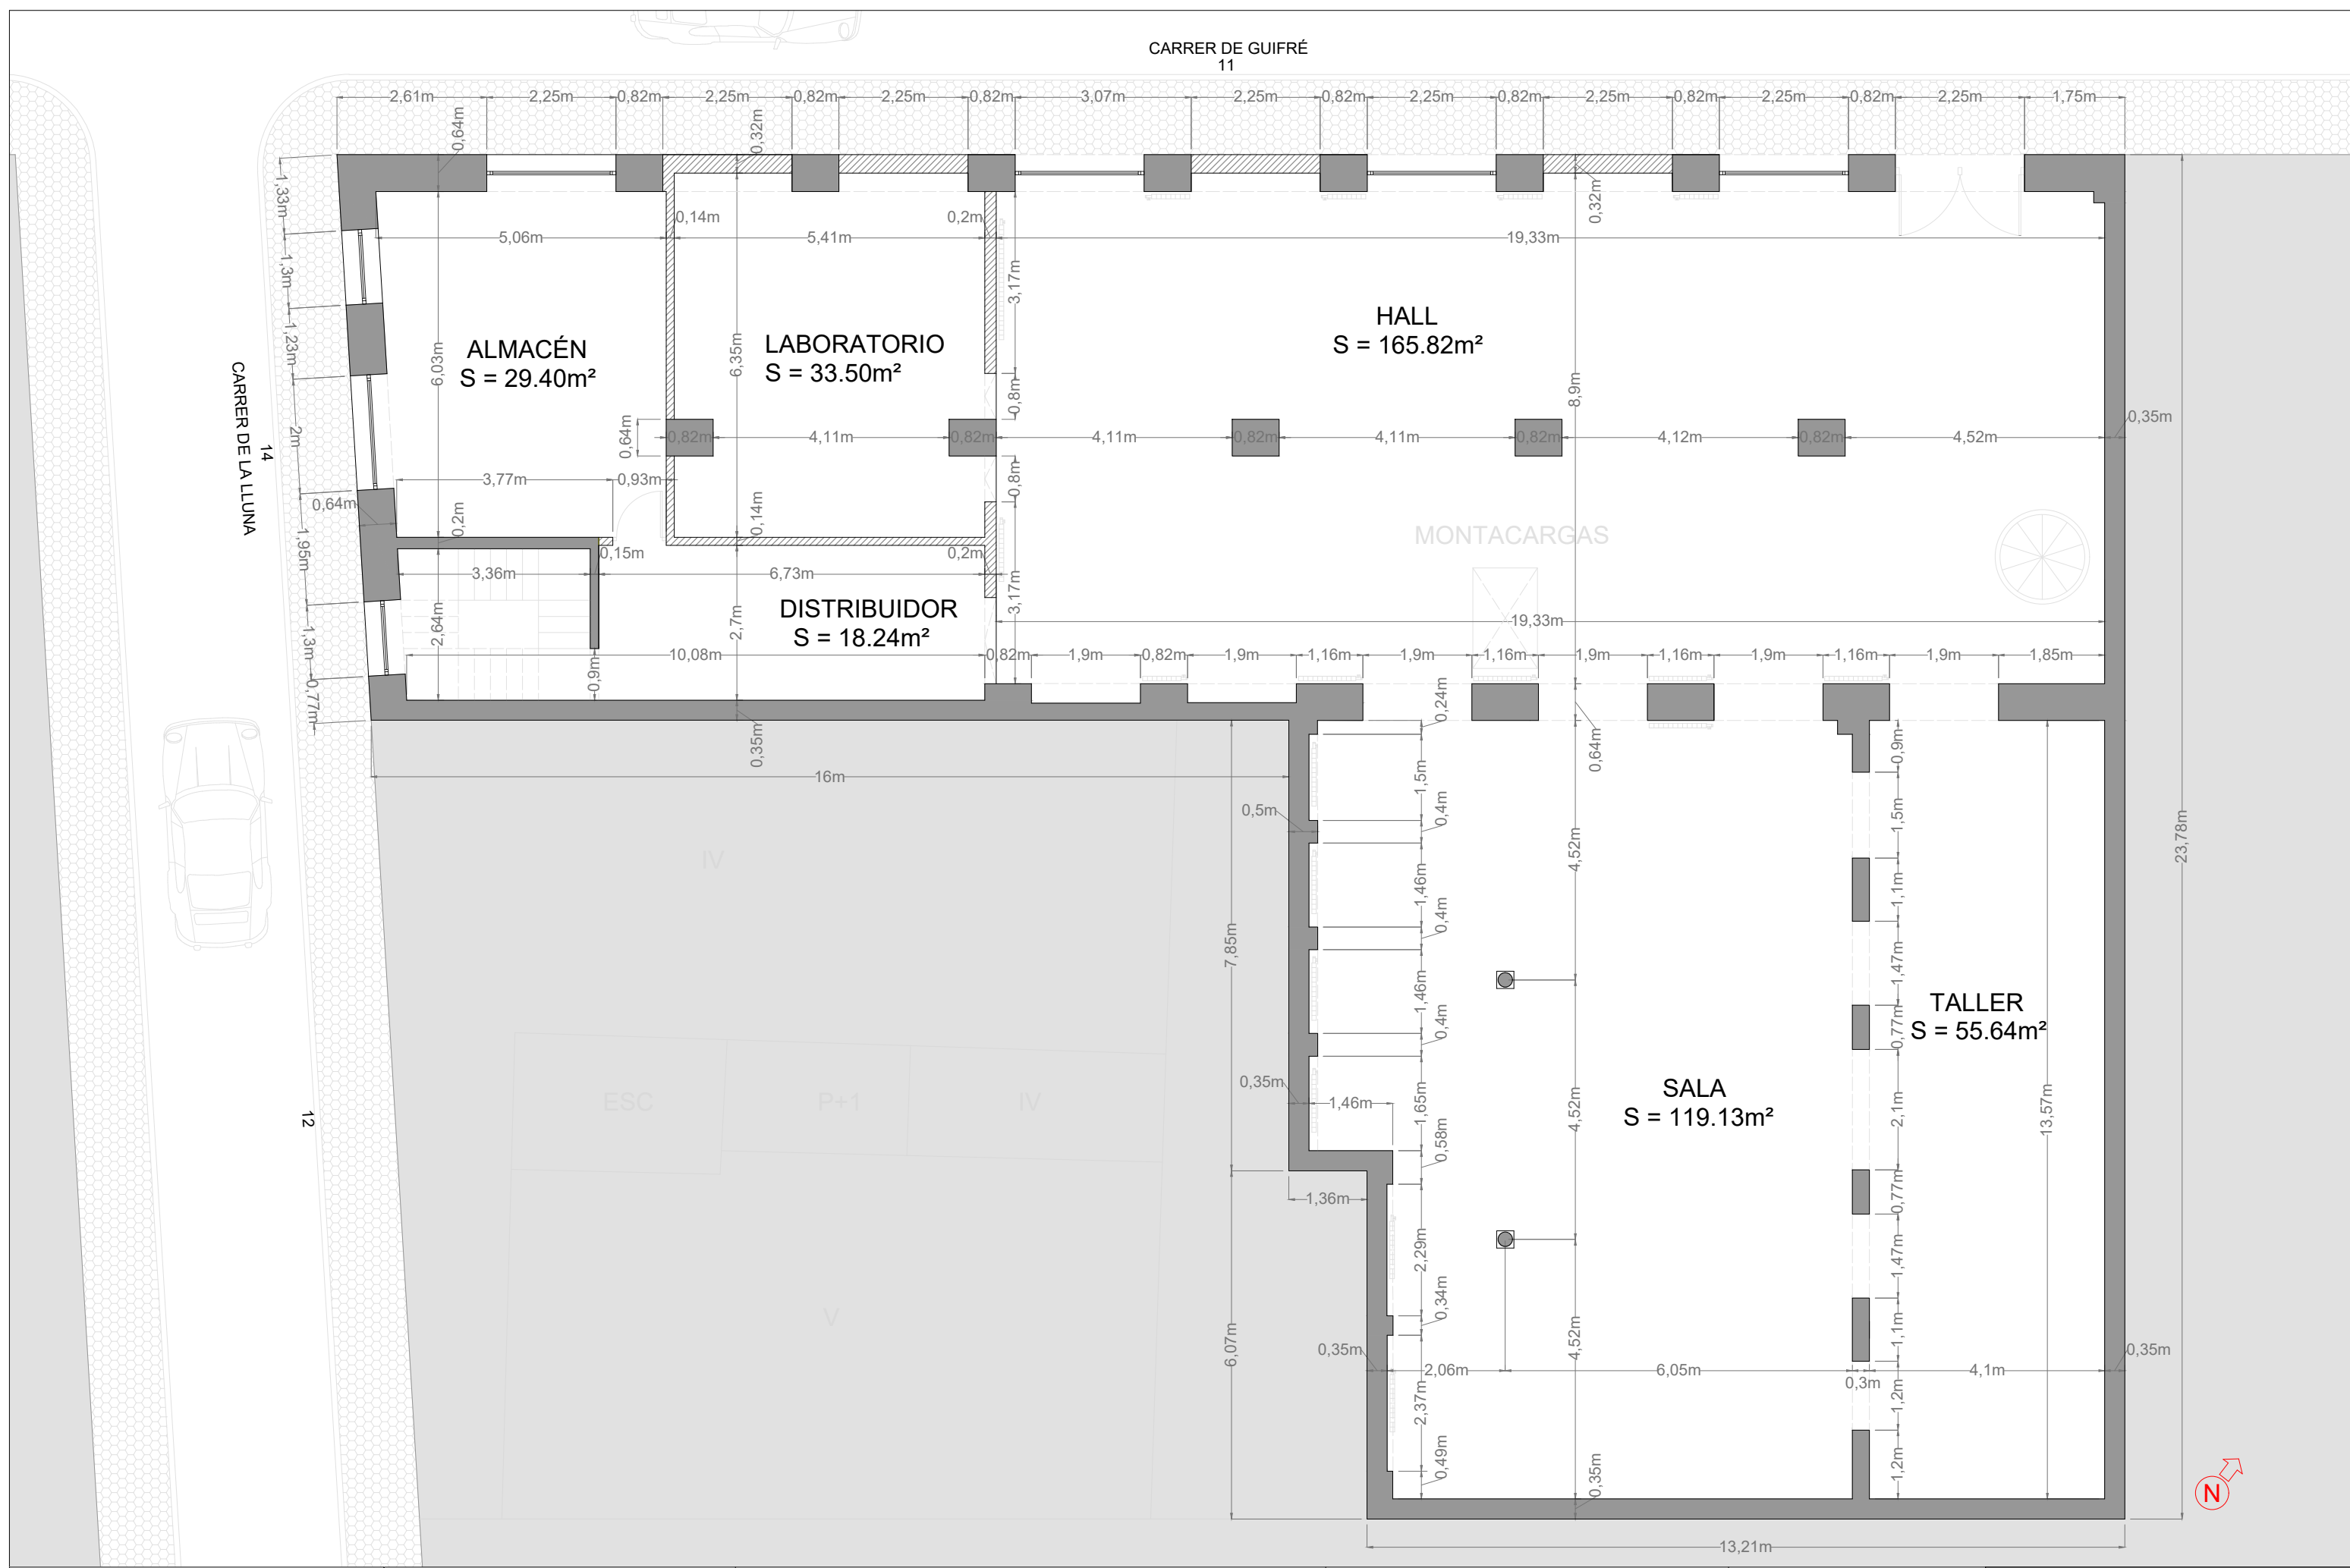 CARRER DE GUIFRÉ
11
2,61m 2,25m 0,82m 2,25m 0,82m 2,25m 0,82m 3,07m 2,25m 0,82m 2,25m 0,82m 2,25m 0,82m 2,25m 0,82m 2,25m 1,75m
0,64m 0,32m
1,33m 0,32m
0,14m 0,2m
5,06m 5,41m 19,33m
1,3m 3,17m
HALL
S = 165.82m²
1,23m
ALMACÉN
S = 29.40m²
LABORATORIO
S = 33.50m²
6,03m 6,35m 0,8m 8,9m
CARRER DE LA LLUNA
14
2m
0,64m 0,82m 4,11m 0,82m 4,11m 0,82m 4,11m 0,82m 4,12m 0,82m 4,52m 0,35m
3,77m 0,93m 0,8m
0,64m 0,2m 0,14m
MONTACARGAS
1,95m 0,15m 0,2m
3,36m 6,73m 3,17m
DISTRIBUIDOR
S = 18.24m²
2,64m 2,7m 19,33m
1,3m
10,08m 0,82m 1,9m 0,82m 1,9m 1,16m 1,9m 1,16m 1,9m 1,16m 1,9m 1,16m 1,9m 1,85m
0,9m
0,77m 0,24m
0,35m 0,64m 0,9m
16m 1,5m
0,5m 0,4m 1,5m
4,52m 23,78m
IV
1,46m 1,1m
0,4m
7,85m 1,46m 1,47m
TALLER
S = 55.64m²
0,4m 0,77m
0,35m 1,46m 1,65m 4,52m
SALA
S = 119.13m²
2,1m 13,57m
ESC P+1 IV
12
0,58m
1,36m 0,77m
2,29m 1,47m
0,34m
V
6,07m 4,52m 1,1m
0,35m 2,06m 6,05m 0,3m 4,1m 0,35m
2,37m 1,2m
0,49m 0,35m 1,2m
N
13,21m